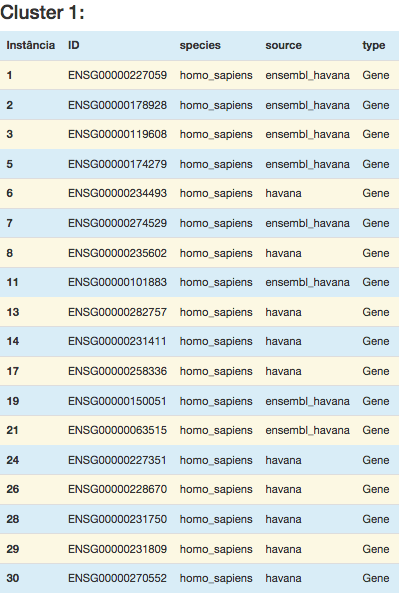 Cluster 1:
Instância ID species source type
1 ENSG00000227059 homo_sapiens ensembl_havana Gene
2 ENSG00000178928 homo_sapiens ensembl_havana Gene
3 ENSG00000119608 homo_sapiens ensembl_havana Gene
5 ENSG00000174279 homo_sapiens ensembl_havana Gene
6 ENSG00000234493 homo_sapiens havana Gene
7 ENSG00000274529 homo_sapiens ensembl_havana Gene
8 ENSG00000235602 homo_sapiens havana Gene
11 ENSG00000101883 homo_sapiens ensembl_havana Gene
13 ENSG00000282757 homo_sapiens havana Gene
14 ENSG00000231411 homo_sapiens havana Gene
17 ENSG00000258336 homo_sapiens havana Gene
19 ENSG00000150051 homo_sapiens ensembl_havana Gene
21 ENSG00000063515 homo_sapiens ensembl_havana Gene
24 ENSG00000227351 homo_sapiens havana Gene
26 ENSG00000228670 homo_sapiens havana Gene
28 ENSG00000231750 homo_sapiens havana Gene
29 ENSG00000231809 homo_sapiens havana Gene
30 ENSG00000270552 homo_sapiens havana Gene